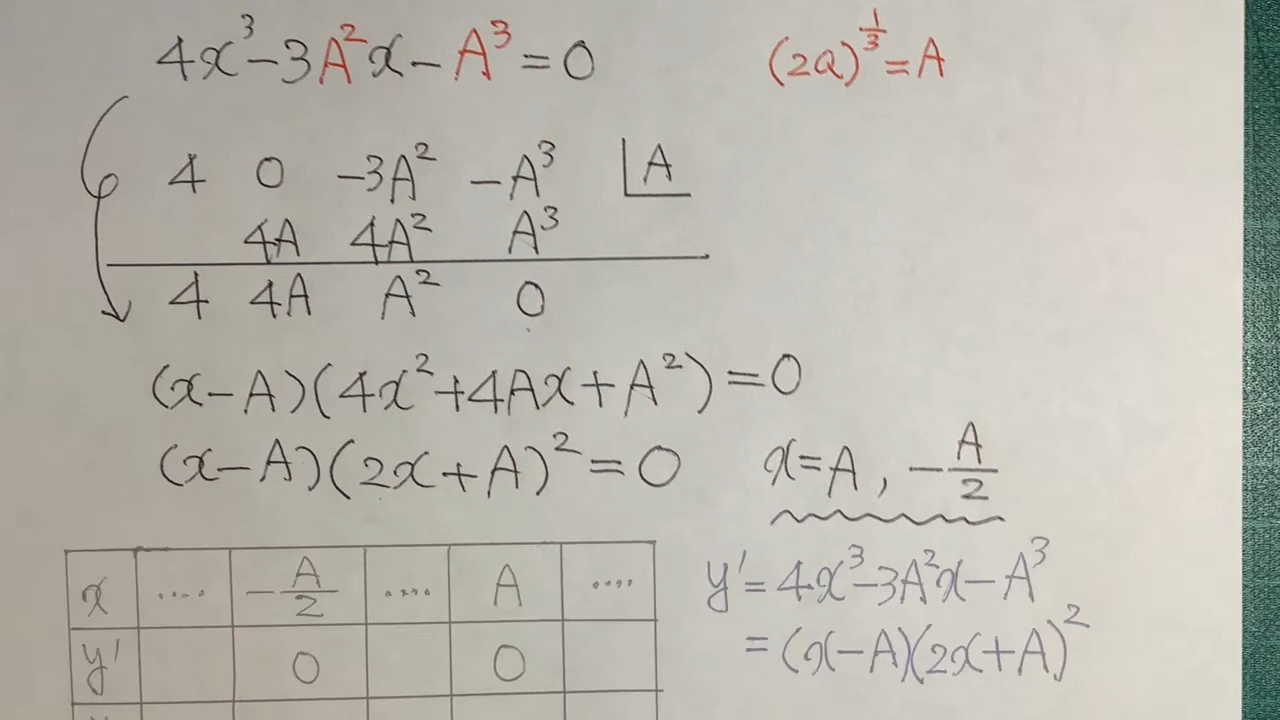 4x³-3A²x-A³=0
(2a)^{1/3}=A
4 0 -3A² -A³ A
4A 4A² A³
4 4A A² 0
(x-A)(4x²+4Ax+A²)=0
(x-A)(2x+A)²=0
x=A, -A/2
x ···· -A/2 ···· A ····
y' 0 0
y'=4x³-3A²x-A³
=(x-A)(2x+A)²